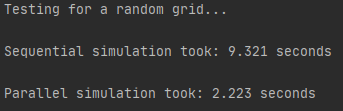 Testing for a random grid...
Sequential simulation took: 9.321 seconds
Parallel simulation took: 2.223 seconds